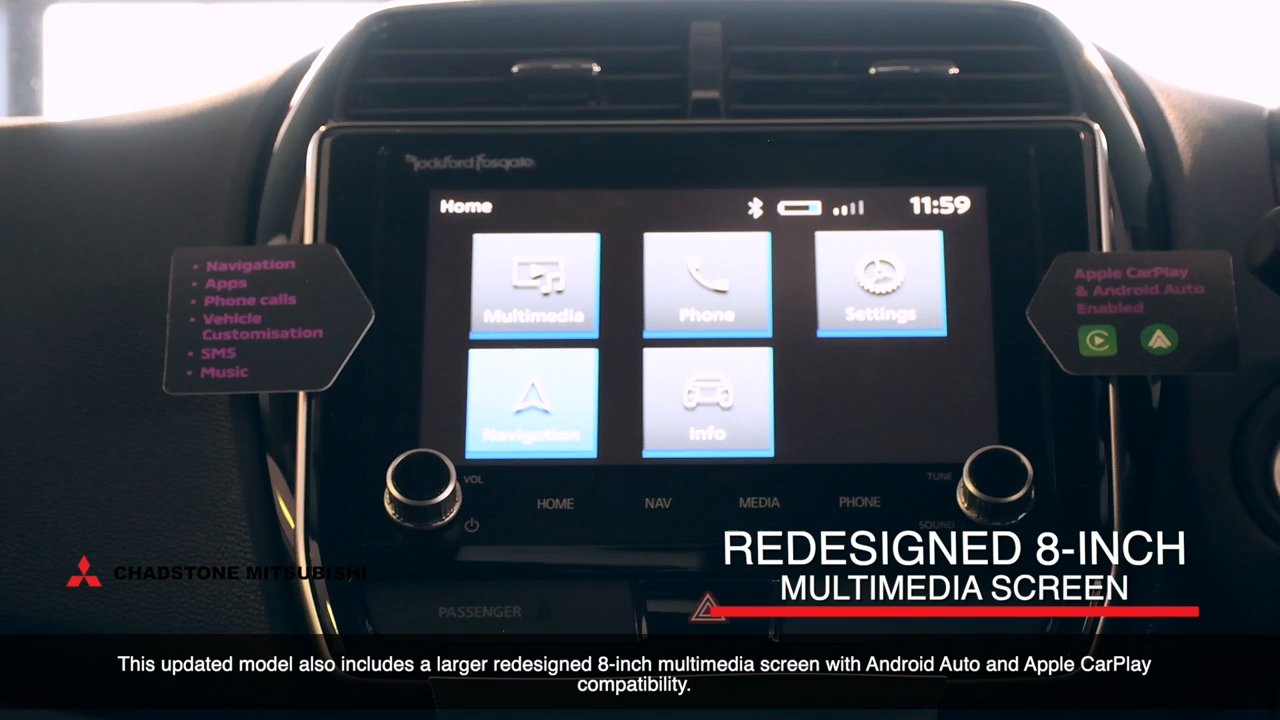 Rockford Fosgate
Home
11:59
Multimedia
Phone
Settings
Navigation
Info
• Navigation
• Apps
• Phone calls
• Vehicle
Customisation
• SMS
• Music
Apple CarPlay
& Android Auto
Enabled
VOL
TUNE
HOME
NAV
MEDIA
PHONE
SOUND
REDESIGNED 8-INCH
MULTIMEDIA SCREEN
CHADSTONE MITSUBISHI
PASSENGER
This updated model also includes a larger redesigned 8-inch multimedia screen with Android Auto and Apple CarPlay
compatibility.